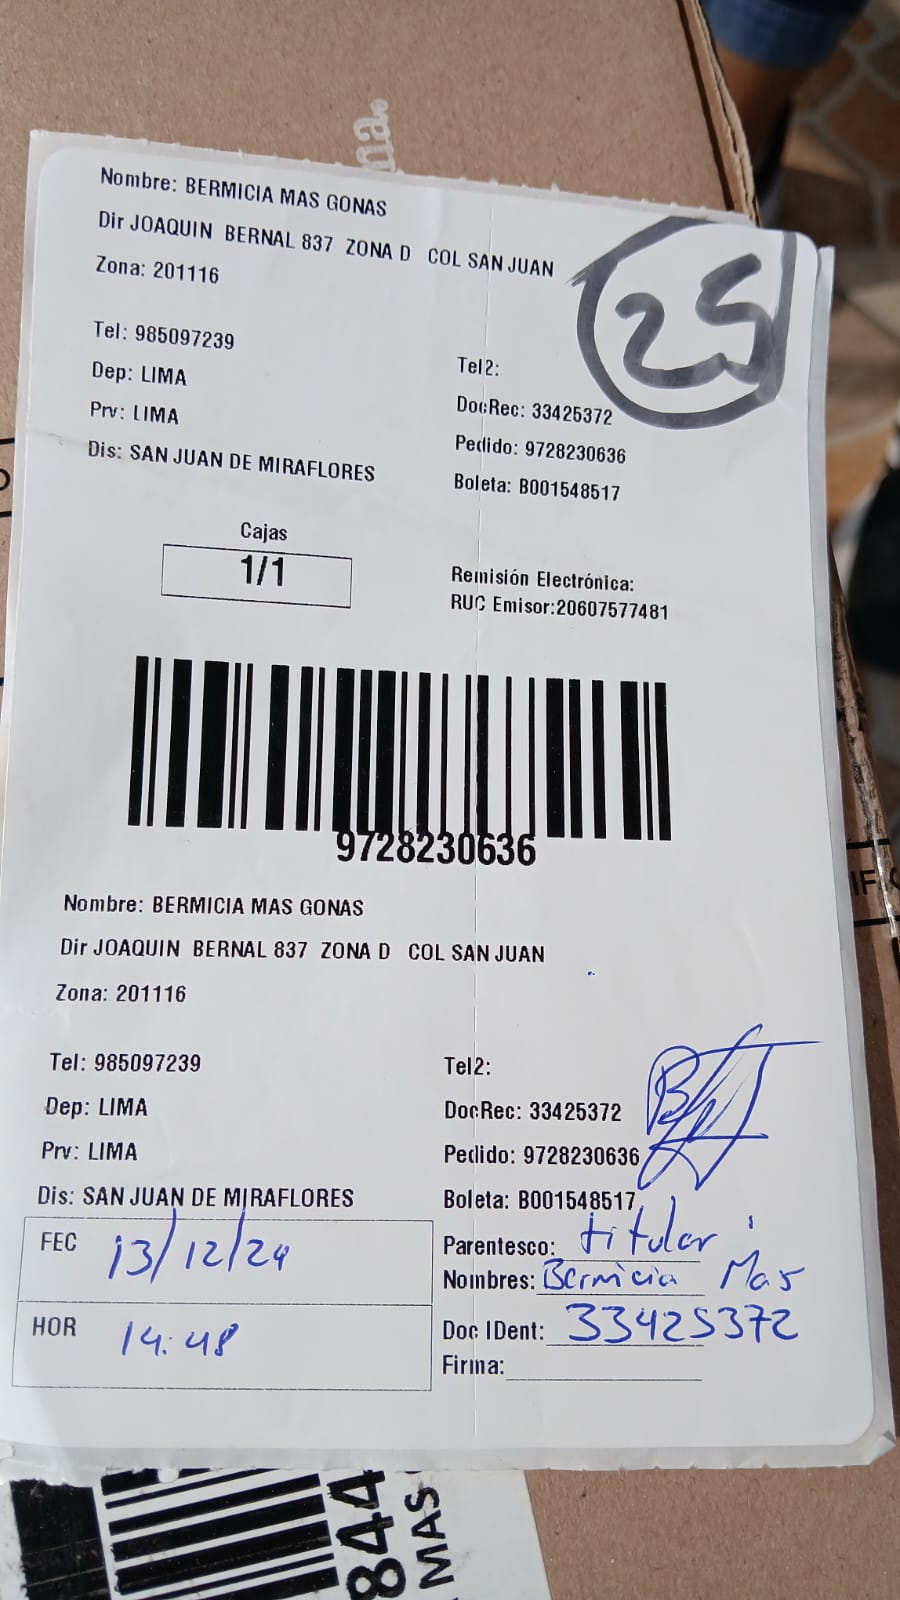 na.
Nombre: BERMICIA MAS GONAS
Dir JOAQUIN BERNAL 837 ZONA D COL SAN JUAN
Zona: 201116
25
Tel: 985097239
Tel2:
Dep: LIMA
DocRec: 33425372
Prv: LIMA
Pedido: 9728230636
Dis: SAN JUAN DE MIRAFLORES
Boleta: B001548517
Cajas
1/1
Remisión Electrónica:
RUC Emisor:20607577481
9728230636
Nombre: BERMICIA MAS GONAS
Dir JOAQUIN BERNAL 837 ZONA D COL SAN JUAN
Zona: 201116
Tel: 985097239
Tel2:
Dep: LIMA
DocRec: 33425372
Prv: LIMA
Pedido: 9728230636
Dis: SAN JUAN DE MIRAFLORES
Boleta: B001548517
FEC 13/12/24
Parentesco: titular
Nombres: Bermicia Mas
HOR 14:48
Doc IDent: 33425372
Firma:
844
MAS